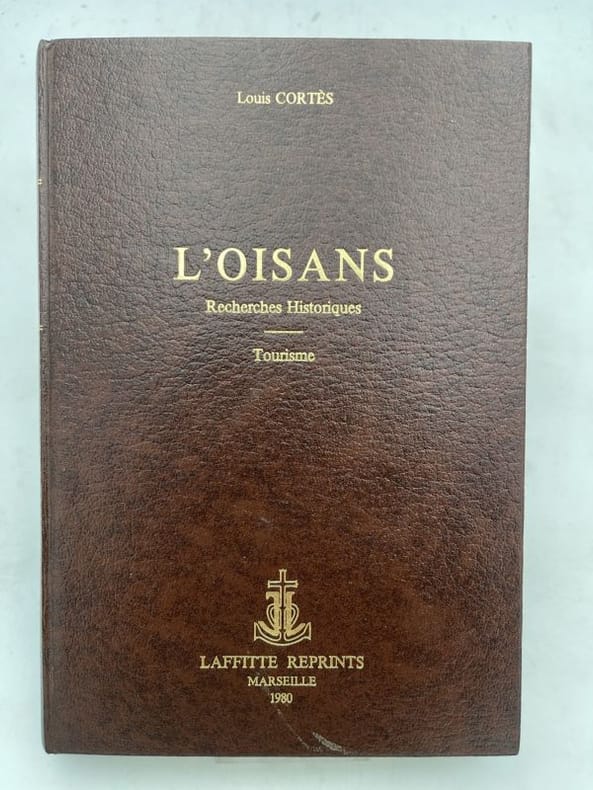 Louis CORTÈS
L'OISANS
Recherches Historiques
Tourisme
LAFFITTE REPRINTS
MARSEILLE
1980